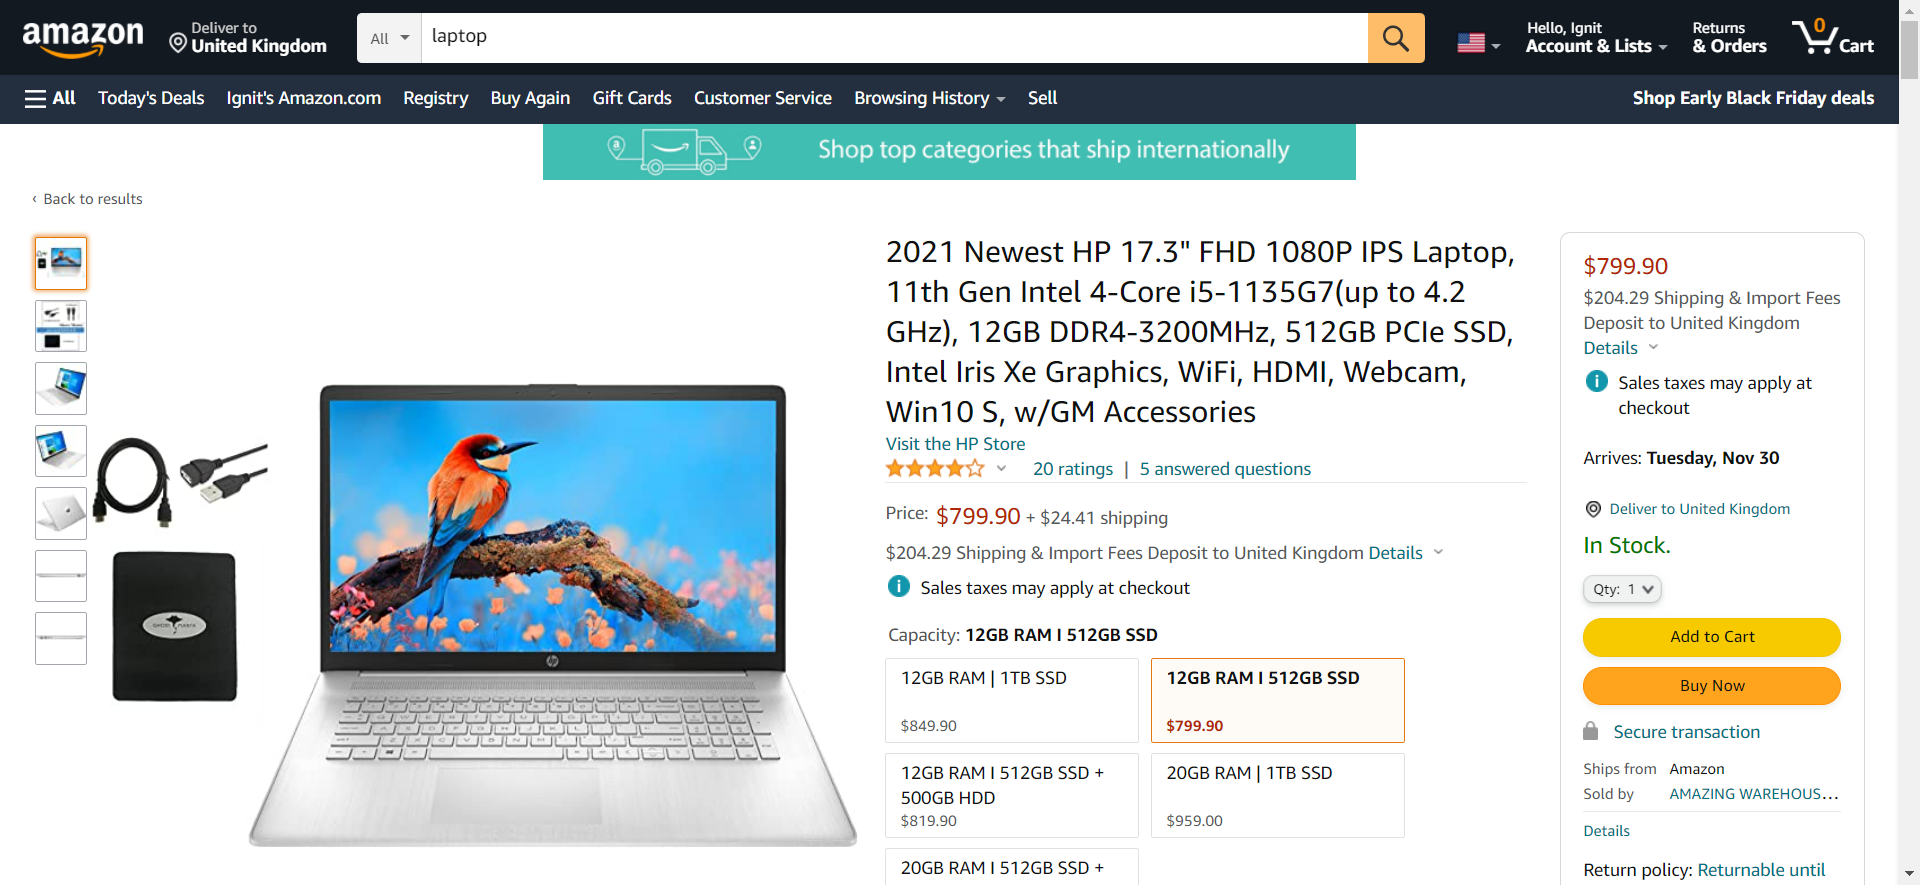 amazon
Deliver to
United Kingdom
All
laptop
Hello, Ignit
Account & Lists
Returns
& Orders
0
Cart
All
Today's Deals
Ignit's Amazon.com
Registry
Buy Again
Gift Cards
Customer Service
Browsing History
Sell
Shop Early Black Friday deals
a
Shop top categories that ship internationally
‹ Back to results
hp
2021 Newest HP 17.3" FHD 1080P IPS Laptop,
11th Gen Intel 4-Core i5-1135G7(up to 4.2
GHz), 12GB DDR4-3200MHz, 512GB PCIe SSD,
Intel Iris Xe Graphics, WiFi, HDMI, Webcam,
Win10 S, w/GM Accessories
Visit the HP Store
20 ratings | 5 answered questions
Price: $799.90 + $24.41 shipping
$204.29 Shipping & Import Fees Deposit to United Kingdom Details
i Sales taxes may apply at checkout
Capacity: 12GB RAM I 512GB SSD
12GB RAM | 1TB SSD
$849.90
12GB RAM I 512GB SSD
$799.90
12GB RAM I 512GB SSD +
500GB HDD
$819.90
20GB RAM | 1TB SSD
$959.00
20GB RAM I 512GB SSD +
$799.90
$204.29 Shipping & Import Fees
Deposit to United Kingdom
Details
i Sales taxes may apply at
checkout
Arrives: Tuesday, Nov 30
Deliver to United Kingdom
In Stock.
Qty: 1
Add to Cart
Buy Now
Secure transaction
Ships from Amazon
Sold by AMAZING WAREHOUS...
Details
Return policy: Returnable until